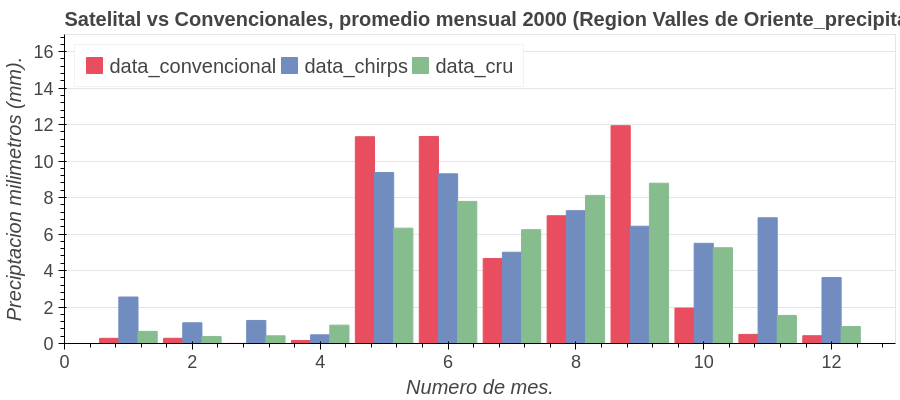 Satelital vs Convencionales, promedio mensual 2000 (Region Valles de Oriente_precipita
data_convencional data_chirps data_cru
Preciptacion milimetros (mm).
16
14
12
10
8
6
4
2
0
0 2 4 6 8 10 12
Numero de mes.